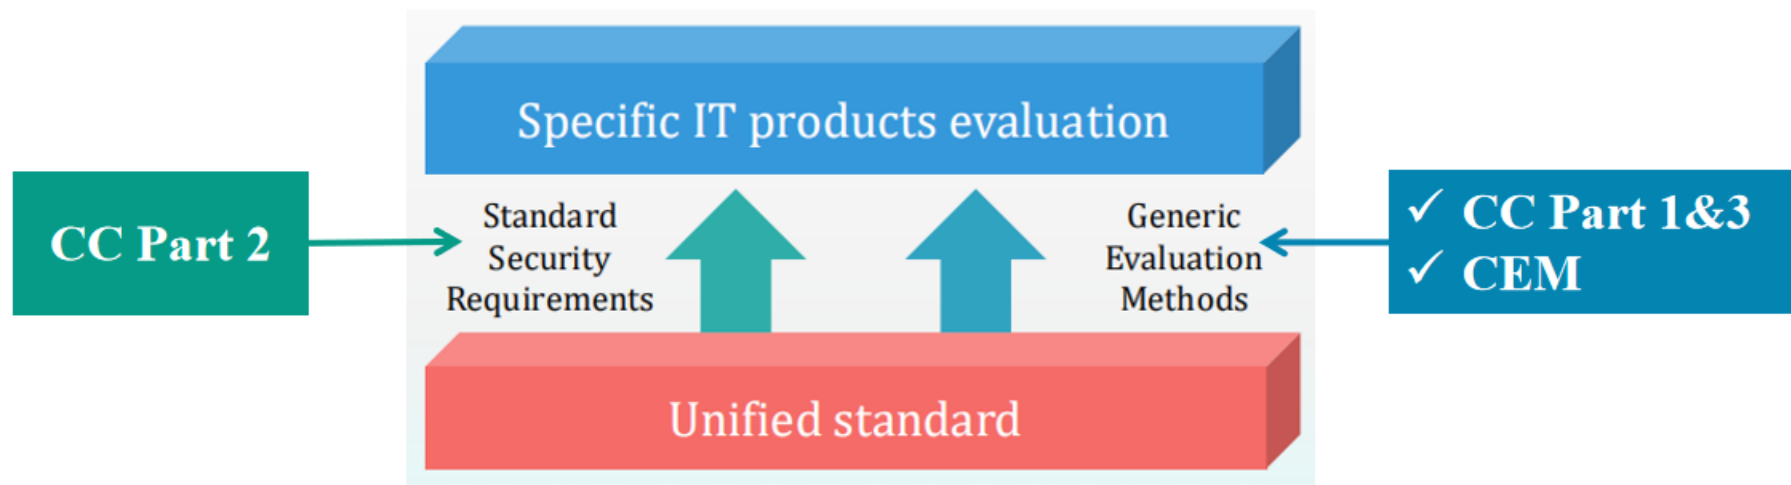 Specific IT products evaluation
CC Part 2
Standard
Security
Requirements
Generic
Evaluation
Methods
✓ CC Part 1&3
✓ CEM
Unified standard